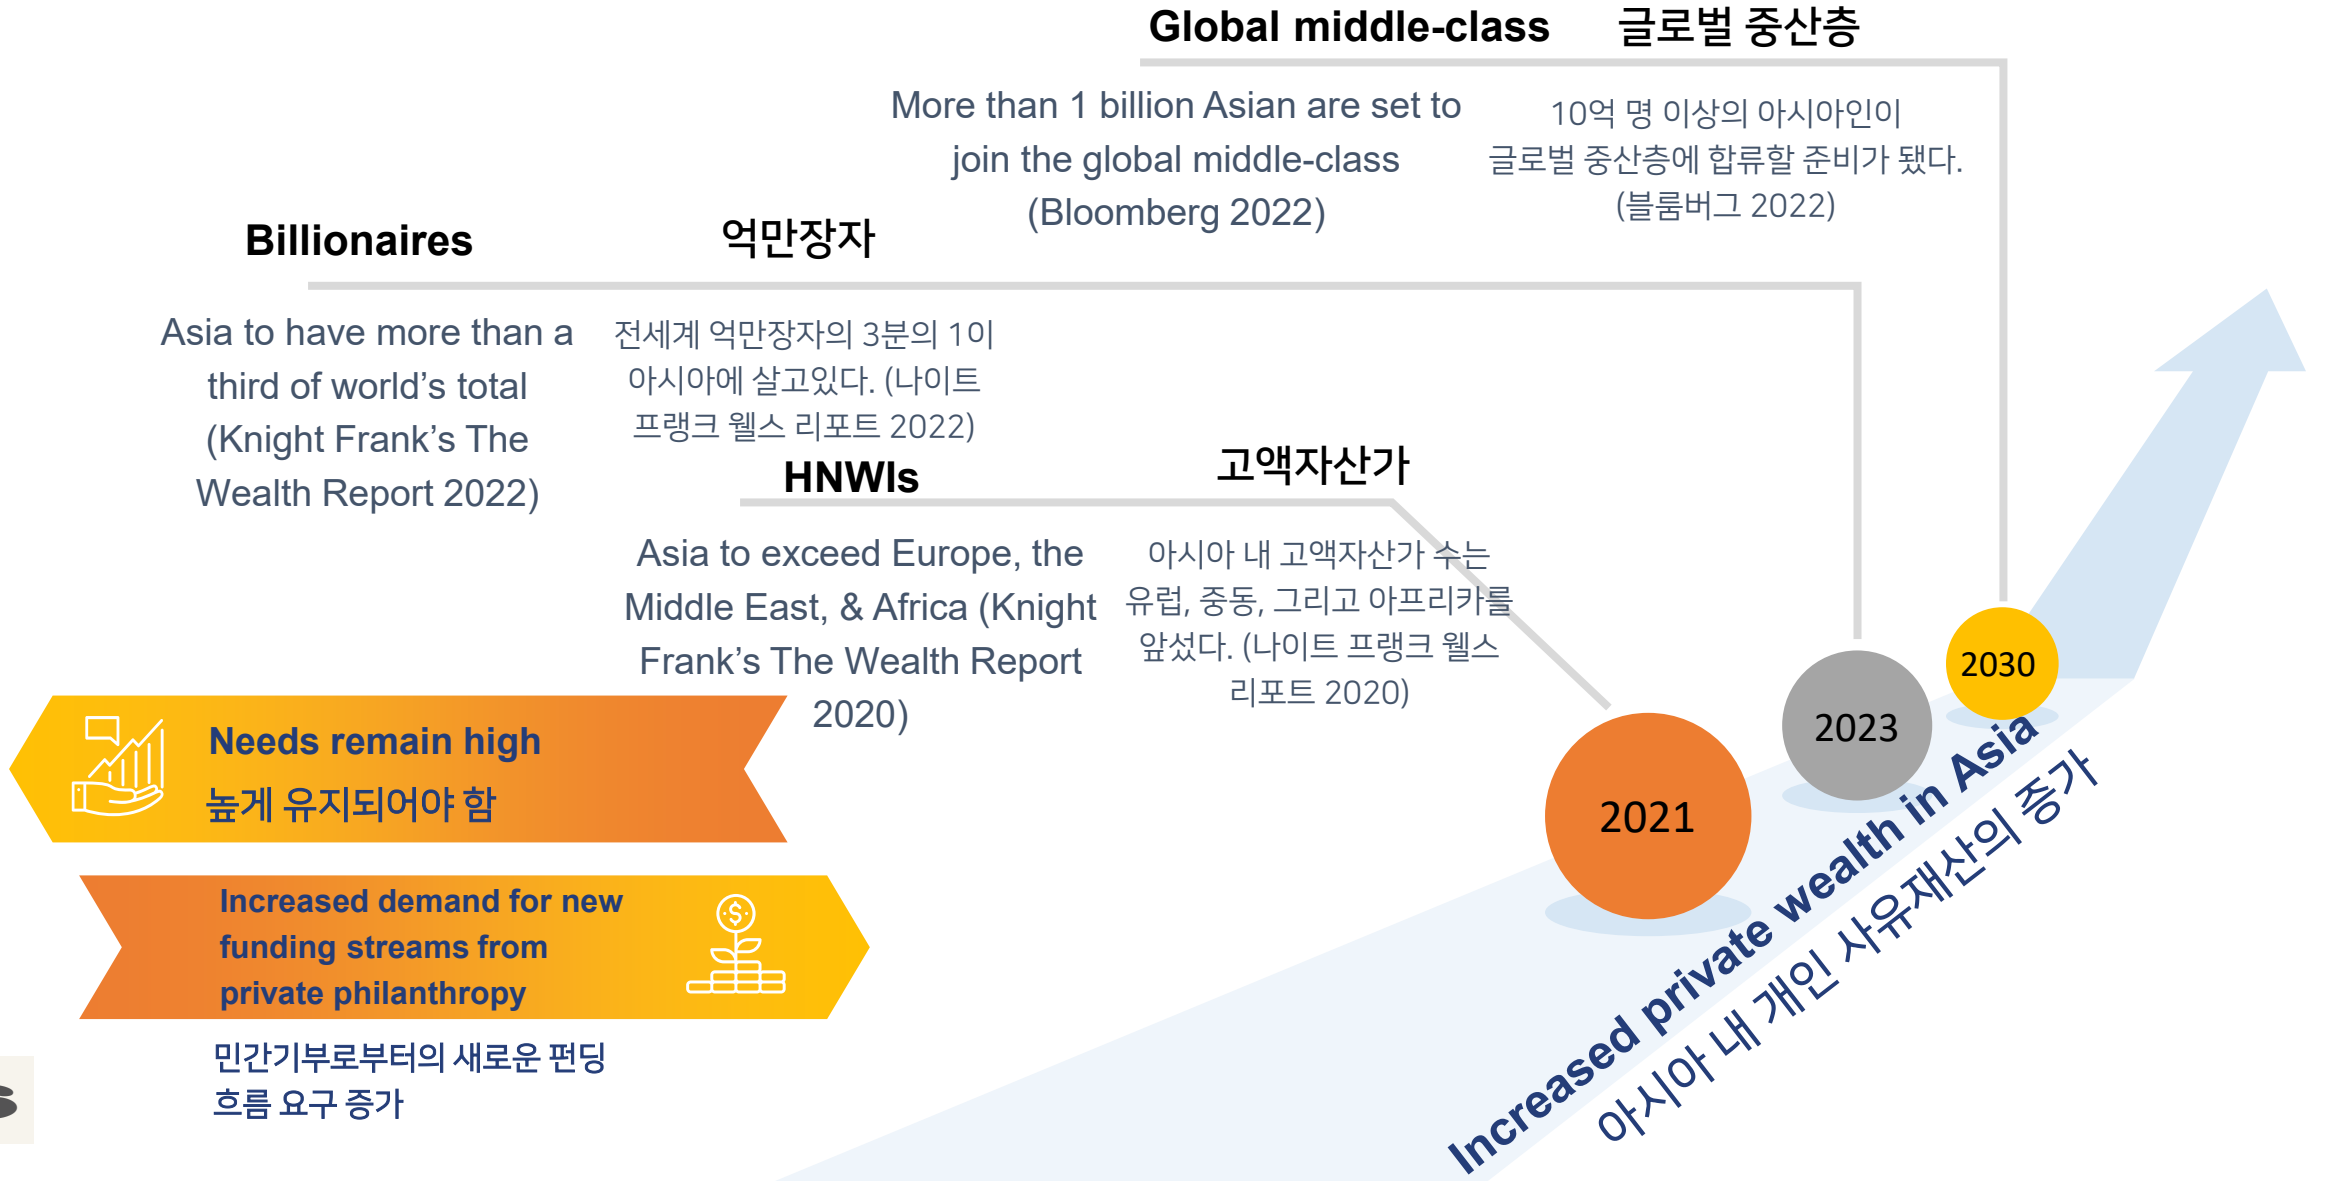 Global middle-class
글로벌 중산층
More than 1 billion Asian are set to
join the global middle-class
(Bloomberg 2022)
10억 명 이상의 아시아인이
글로벌 중산층에 합류할 준비가 됐다.
(블룸버그 2022)
Billionaires
억만장자
Asia to have more than a
third of world’s total
(Knight Frank’s The
Wealth Report 2022)
전세계 억만장자의 3분의 1이
아시아에 살고있다. (나이트
프랭크 웰스 리포트 2022)
HNWIs
고액자산가
Asia to exceed Europe, the
Middle East, & Africa (Knight
Frank’s The Wealth Report
2020)
아시아 내 고액자산가 수는
유럽, 중동, 그리고 아프리카를
앞섰다. (나이트 프랭크 웰스
리포트 2020)
2021
2023
2030
Needs remain high
높게 유지되어야 함
Increased demand for new
funding streams from
private philanthropy
민간기부로부터의 새로운 펀딩
흐름 요구 증가
Increased private wealth in Asia
아시아 내 개인 사유재산의 증가